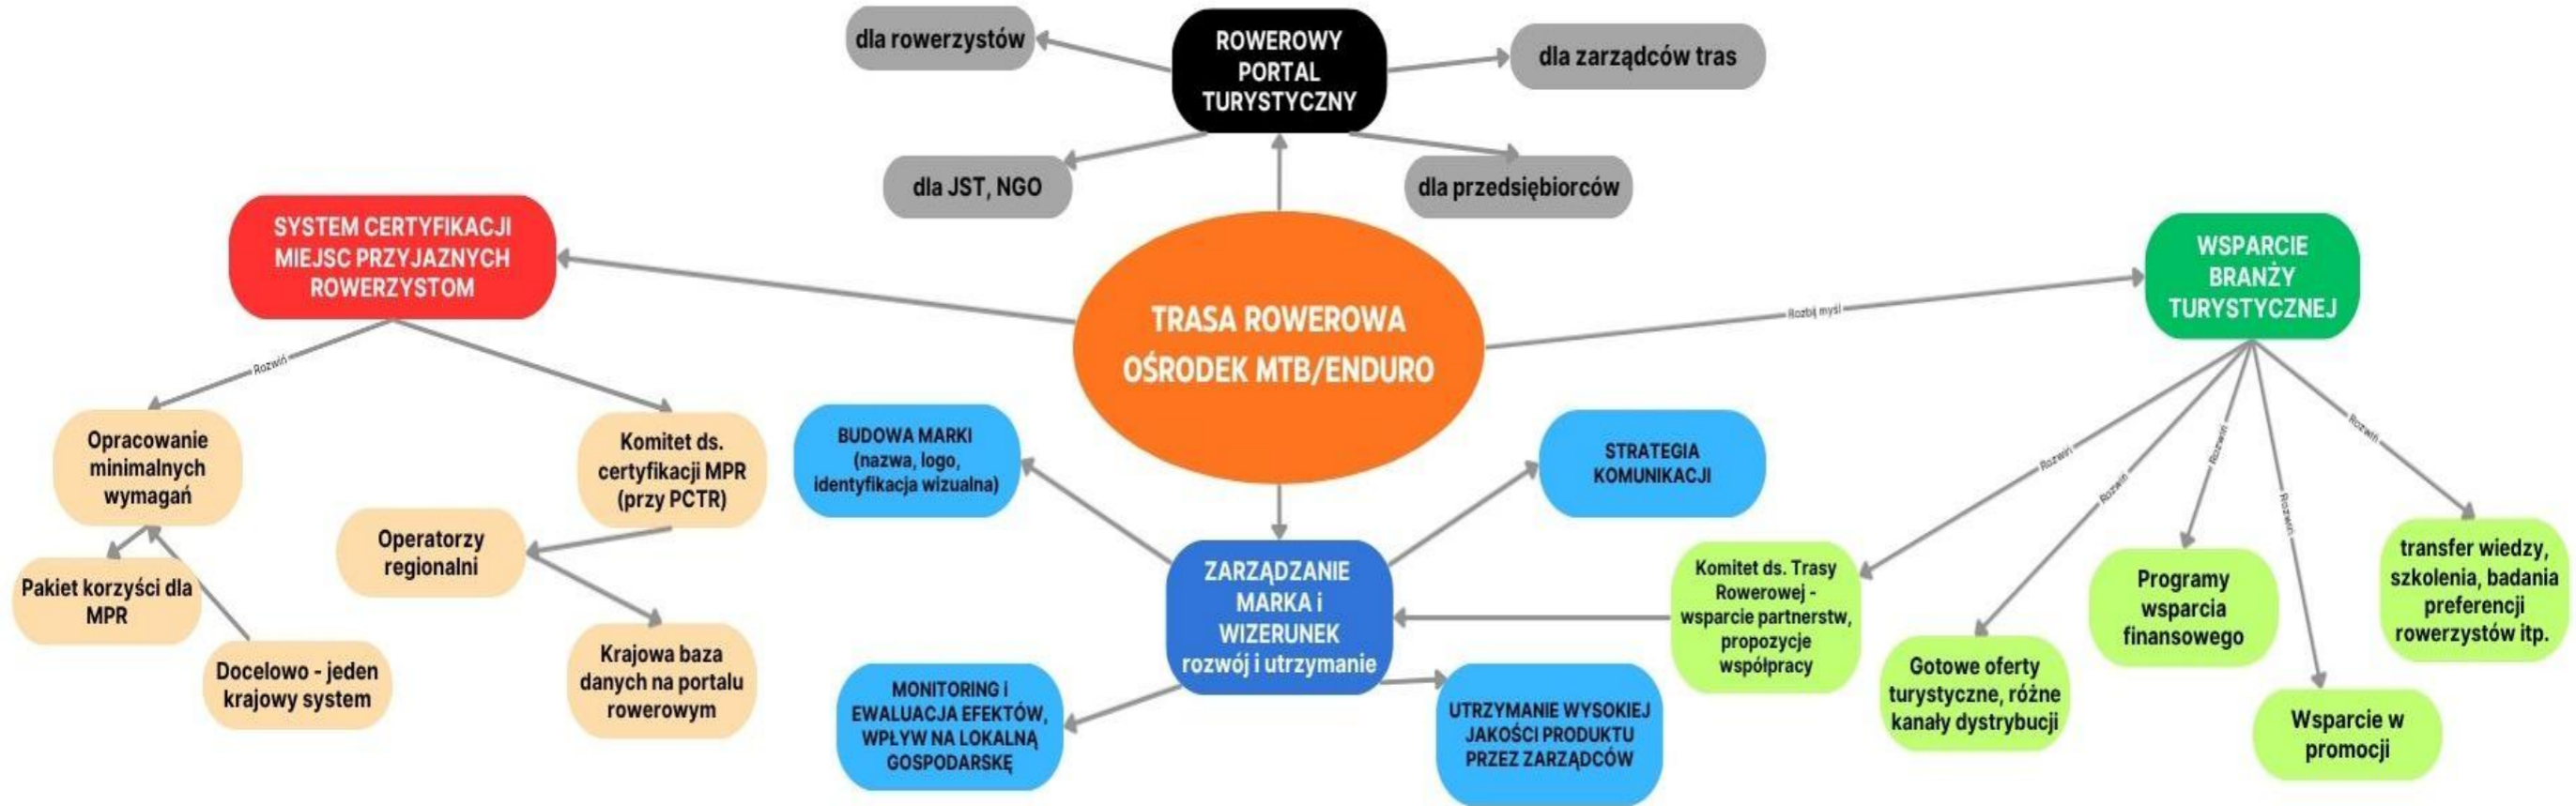 dla rowerzystów
ROWEROWY
PORTAL
TURYSTYCZNY
dla zarządców tras
dla JST, NGO
dla przedsiębiorców
SYSTEM CERTYFIKACJI
MIEJSC PRZYJAZNYCH
ROWERZYSTOM
TRASA ROWEROWA
OŚRODEK MTB/ENDURO
Rozbij myśl
WSPARCIE
BRANŻY
TURYSTYCZNEJ
Rozwiń
Opracowanie
minimalnych
wymagań
Komitet ds.
certyfikacji MPR
(przy PCTR)
Operatorzy
regionalni
Pakiet korzyści dla
MPR
Docelowo - jeden
krajowy system
Krajowa baza
danych na portalu
rowerowym
BUDOWA MARKI
(nazwa, logo,
identyfikacja wizualna)
STRATEGIA
KOMUNIKACJI
ZARZĄDZANIE
MARKA i
WIZERUNEK
rozwój i utrzymanie
MONITORING i
EWALUACJA EFEKTÓW,
WPŁYW NA LOKALNĄ
GOSPODARSKĘ
UTRZYMANIE WYSOKIEJ
JAKOŚCI PRODUKTU
PRZEZ ZARZĄDCÓW
Rozwiń
Rozwiń
Rozwiń
Rozwiń
Rozwiń
Komitet ds. Trasy
Rowerowej -
wsparcie partnerstw,
propozycje
współpracy
Gotowe oferty
turystyczne, różne
kanały dystrybucji
Programy
wsparcia
finansowego
Wsparcie w
promocji
transfer wiedzy,
szkolenia, badania
preferencji
rowerzystów itp.